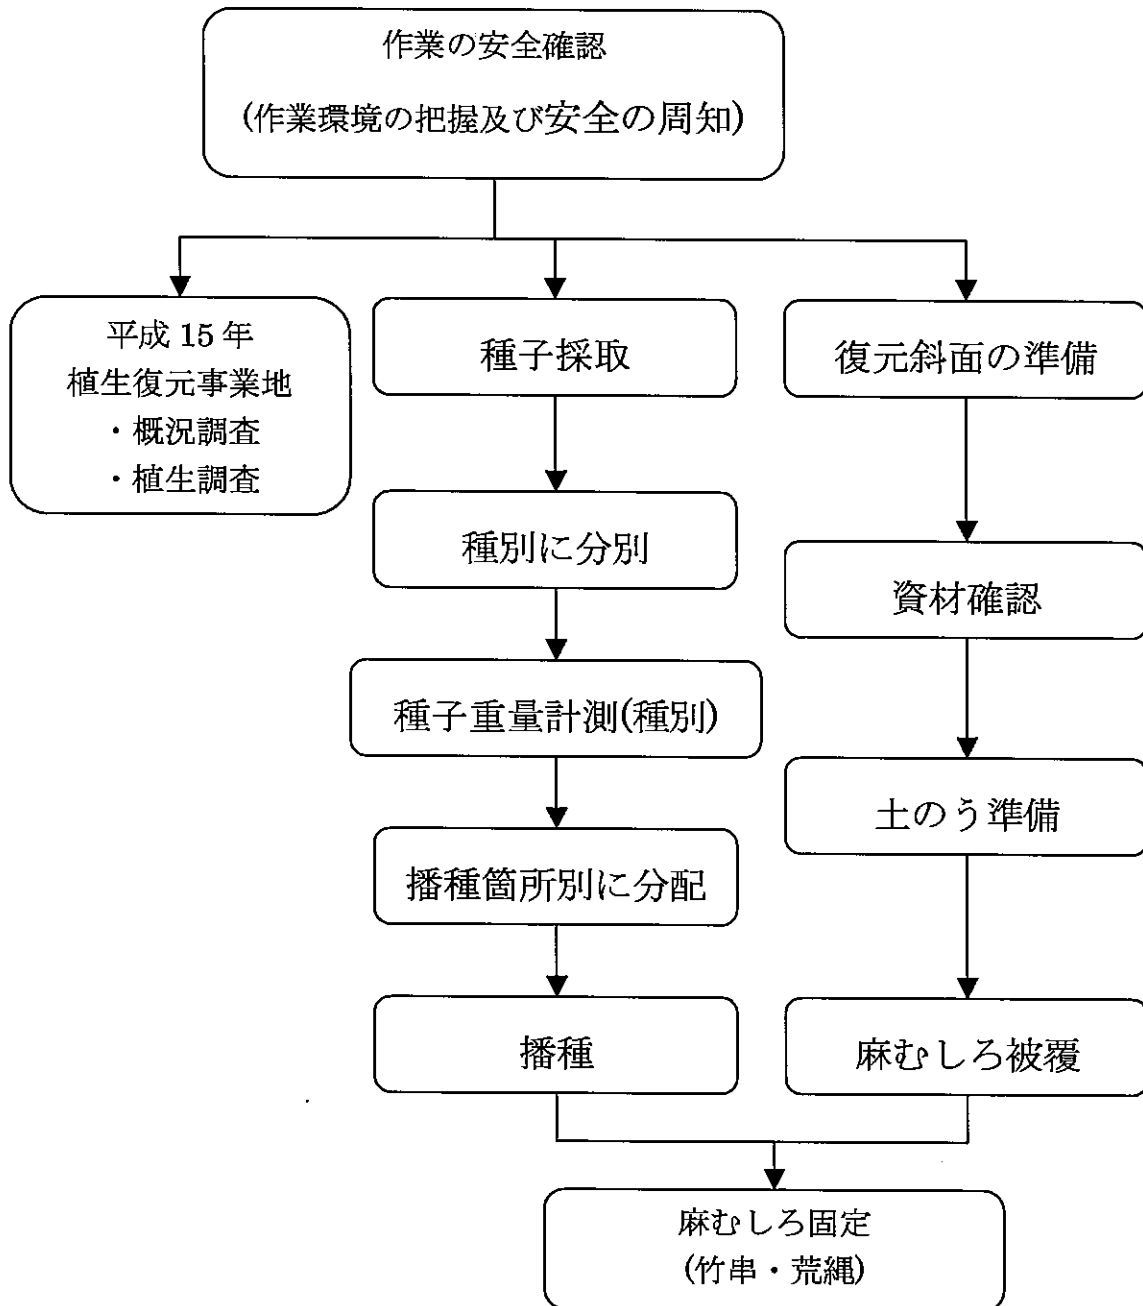 作業の安全確認
(作業環境の把握及び安全の周知)
平成 15 年
植生復元事業地
・概況調査
・植生調査
種子採取
復元斜面の準備
種別に分別
資材確認
種子重量計測(種別)
土のう準備
播種箇所別に分配
播種
麻むしろ被覆
麻むしろ固定
(竹串・荒縄)